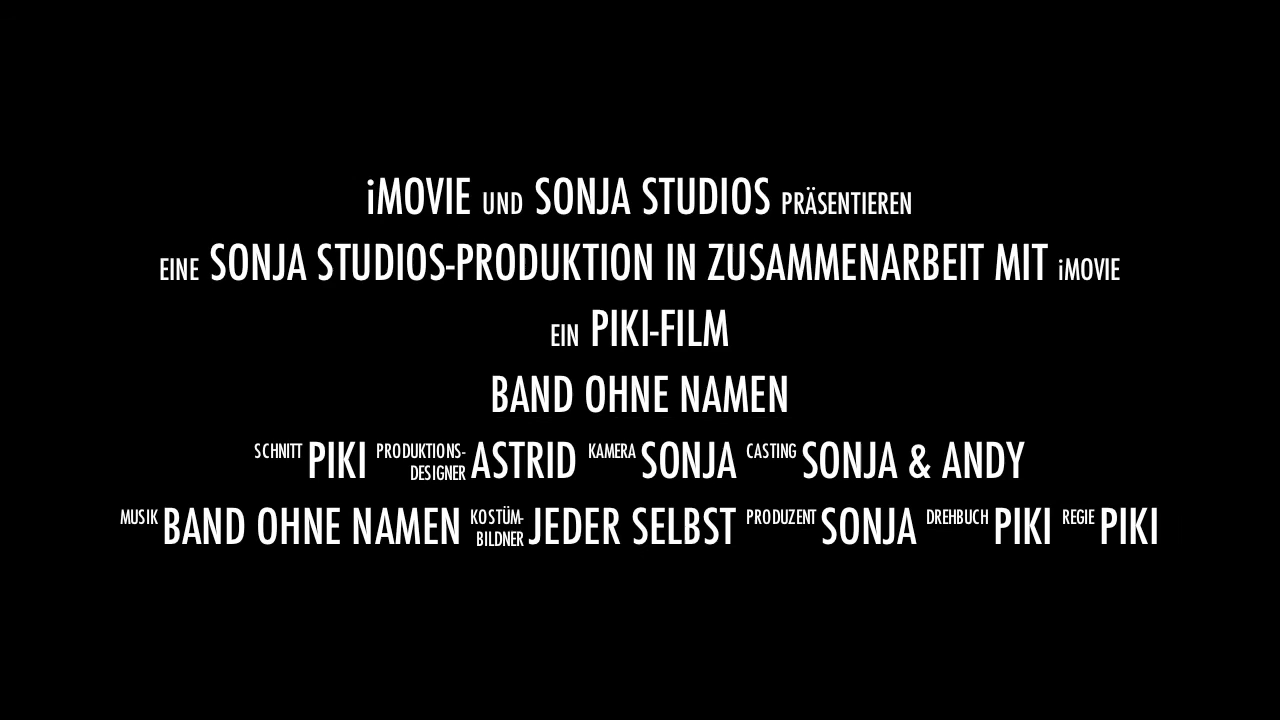 iMOVIE UND SONJA STUDIOS PRÄSENTIEREN
EINE SONJA STUDIOS-PRODUKTION IN ZUSAMMENARBEIT MIT iMOVIE
EIN PIKI-FILM
BAND OHNE NAMEN
SCHNITT PIKI PRODUKTIONS-DESIGNER ASTRID KAMERA SONJA CASTING SONJA & ANDY
MUSIK BAND OHNE NAMEN KOSTÜM-BILDNER JEDER SELBST PRODUZENT SONJA DREHBUCH PIKI REGIE PIKI